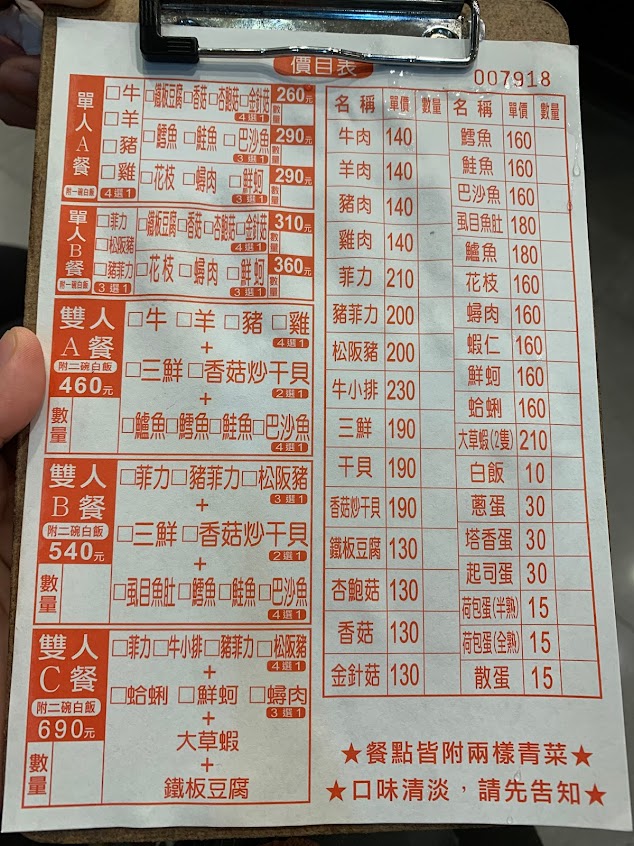 價目表
007918
單人A餐
附一碗白飯
□牛
□羊
□豬
□雞
4選1
□鐵板豆腐□香菇□杏鮑菇□金針菇
4選1
260元
數量
□鱈魚 □鮭魚 □巴沙魚
3選1
290元
數量
□花枝 □蟳肉 □鮮蚵
3選1
290元
數量
單人B餐
附一碗白飯
□菲力
□松阪豬
□豬菲力
3選1
□鐵板豆腐□香菇□杏鮑菇□金針菇
4選1
310元
數量
□花枝 □蟳肉 □鮮蚵
3選1
360元
數量
雙人
A餐
附二碗白飯
460元
數量
□牛 □羊 □豬 □雞
4選1
+
□三鮮 □香菇炒干貝
2選1
+
□鱸魚□鱈魚□鮭魚□巴沙魚
4選1
雙人
B餐
附二碗白飯
540元
數量
□菲力□豬菲力□松阪豬
3選1
+
□三鮮 □香菇炒干貝
2選1
+
□虱目魚肚□鱈魚□鮭魚□巴沙魚
4選1
雙人
C餐
附二碗白飯
690元
數量
□菲力□牛小排□豬菲力□松阪豬
4選1
+
□蛤蜊 □鮮蚵 □蟳肉
3選1
+
大草蝦
+
鐵板豆腐
名稱 單價 數量 名稱 單價 數量
牛肉 140 鱈魚 160
羊肉 140 鮭魚 160
豬肉 140 巴沙魚 160
雞肉 140 虱目魚肚 180
菲力 210 鱸魚 180
豬菲力 200 花枝 160
松阪豬 200 蟳肉 160
牛小排 230 蝦仁 160
三鮮 190 鮮蚵 160
干貝 190 蛤蜊 160
香菇炒干貝 190 大草蝦(2隻) 210
鐵板豆腐 130 白飯 10
杏鮑菇 130 蔥蛋 30
香菇 130 塔香蛋 30
金針菇 130 起司蛋 30
荷包蛋(半熟) 15
荷包蛋(全熟) 15
散蛋 15
★餐點皆附兩樣青菜★
★口味清淡，請先告知★